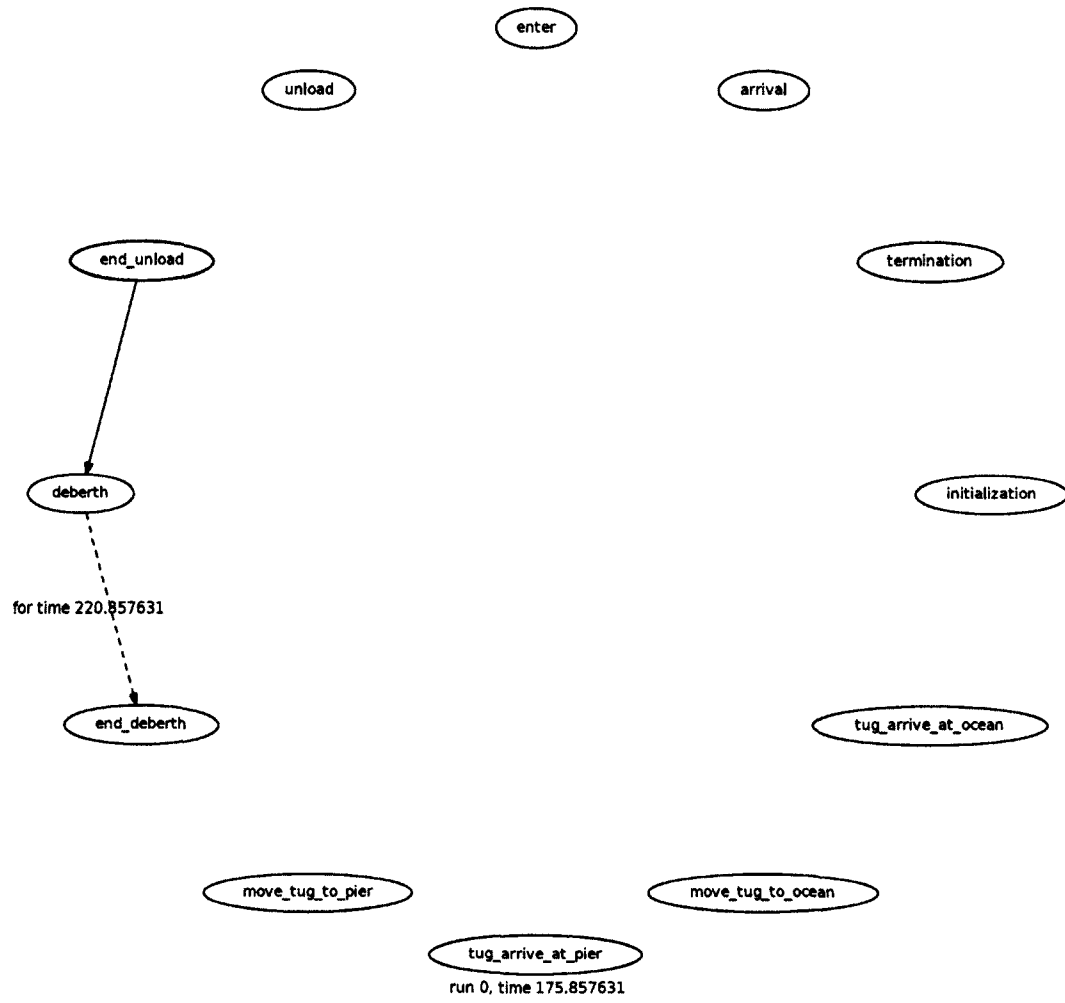 enter
unload
arrival
end_unload
termination
deberth
initialization
for time 220.857631
end_deberth
tug_arrive_at_ocean
move_tug_to_pier
move_tug_to_ocean
tug_arrive_at_pier
run 0, time 175.857631